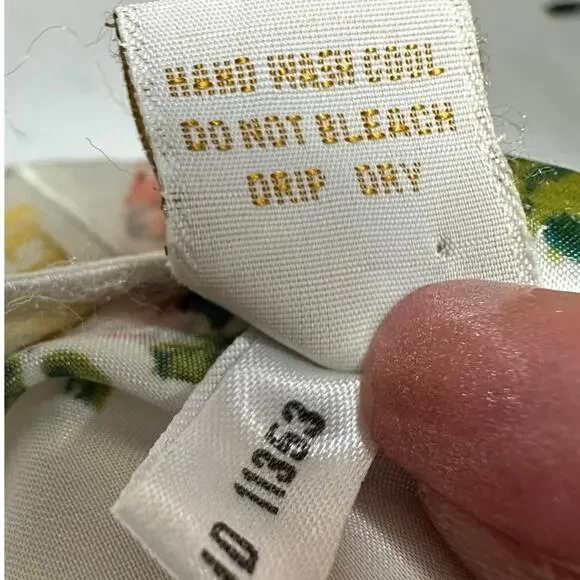 HAND WASH COOL
DO NOT BLEACH
DRIP DRY
11353